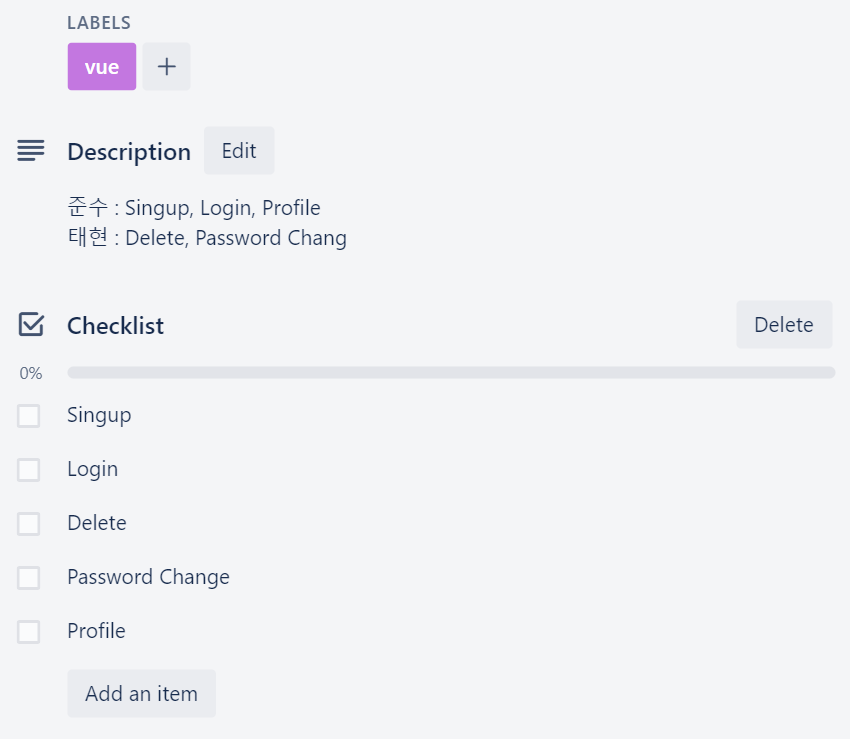 LABELS
vue +
Description Edit
준수 : Singup, Login, Profile
태현 : Delete, Password Chang
Checklist Delete
0%
Singup
Login
Delete
Password Change
Profile
Add an item